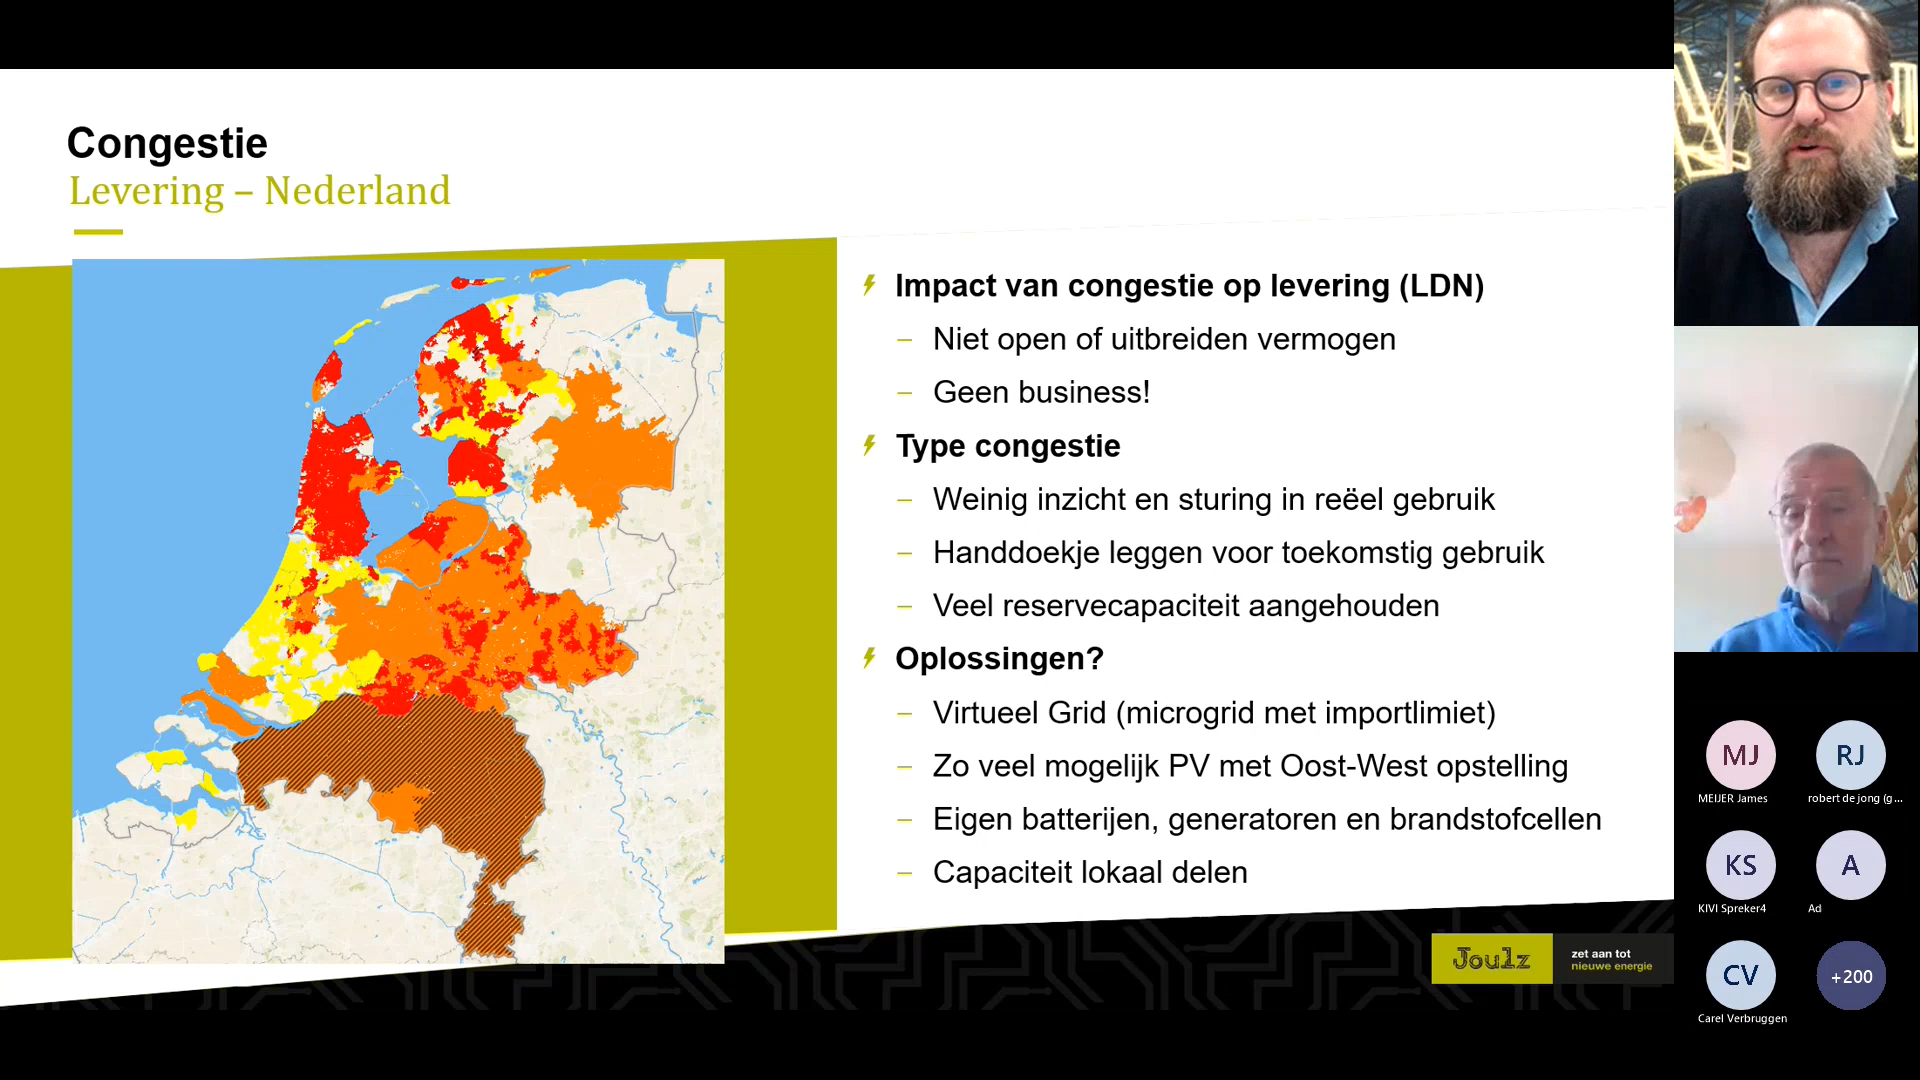 Congestie
Levering – Nederland
Impact van congestie op levering (LDN)
– Niet open of uitbreiden vermogen
– Geen business!
Type congestie
– Weinig inzicht en sturing in reëel gebruik
– Handdoekje leggen voor toekomstig gebruik
– Veel reservecapaciteit aangehouden
Oplossingen?
– Virtueel Grid (microgrid met importlimiet)
– Zo veel mogelijk PV met Oost-West opstelling
– Eigen batterijen, generatoren en brandstofcellen
– Capaciteit lokaal delen
Joulz
zet aan tot
nieuwe energie
MJ
MEIJER James
RJ
robert de jong (g...
KS
KIVI Spreker4
A
Ad
CV
Carel Verbruggen
+200